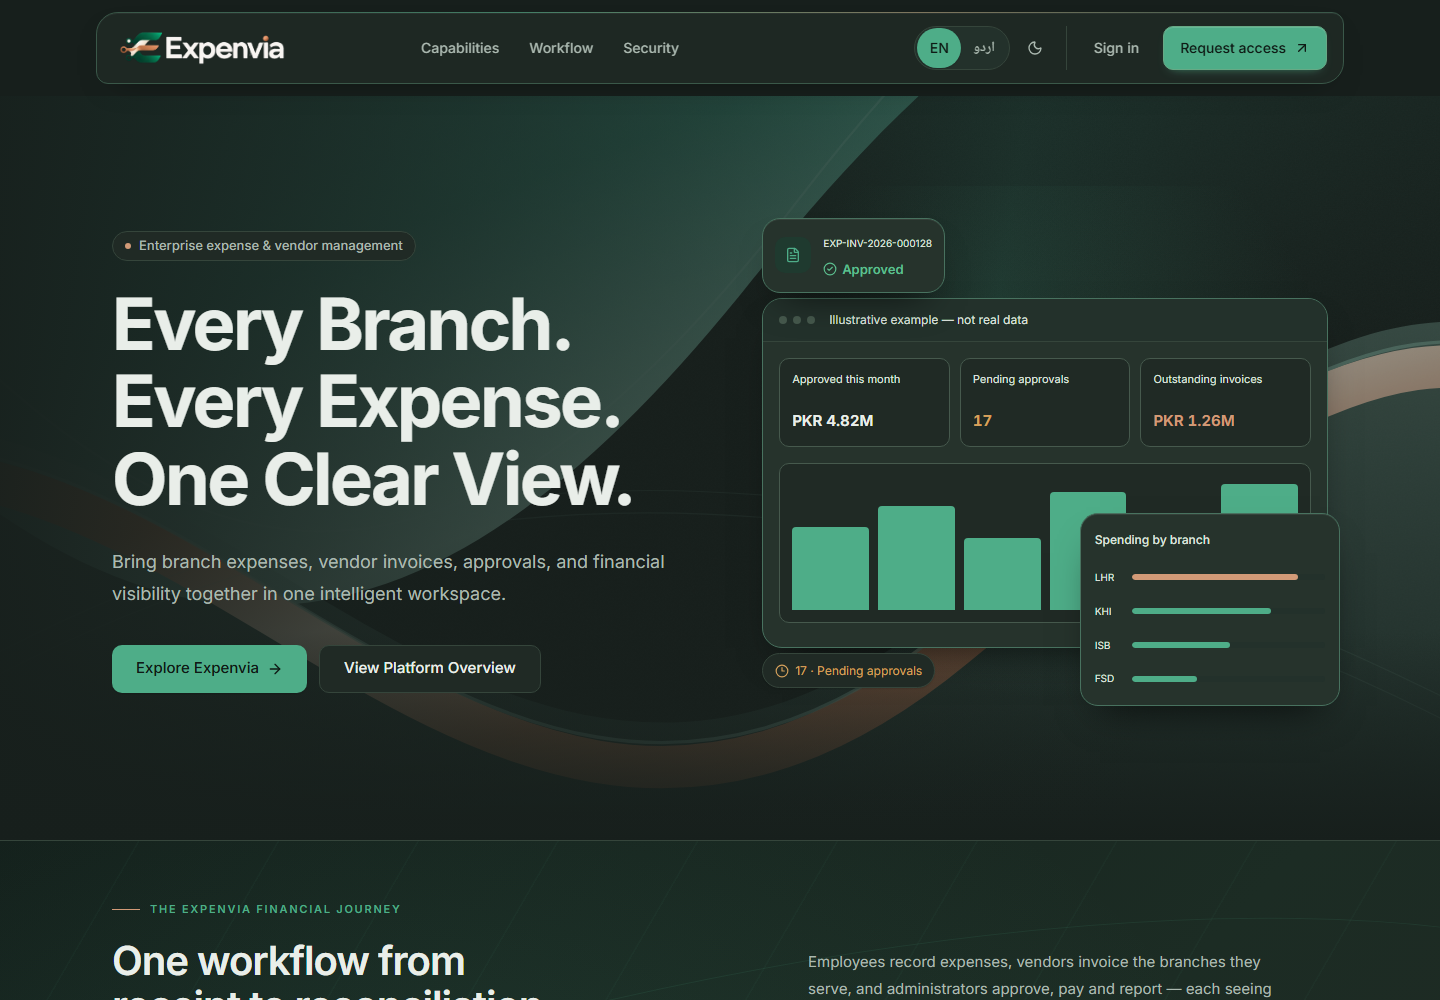 Expenvia
Capabilities
Workflow
Security
EN
اردو
Sign in
Request access
Enterprise expense & vendor management
Every Branch.
Every Expense.
One Clear View.
Bring branch expenses, vendor invoices, approvals, and financial
visibility together in one intelligent workspace.
Explore Expenvia
View Platform Overview
EXP-INV-2026-000128
Approved
Illustrative example — not real data
Approved this month
PKR 4.82M
Pending approvals
17
Outstanding invoices
PKR 1.26M
Spending by branch
LHR
KHI
ISB
FSD
17 · Pending approvals
THE EXPENVIA FINANCIAL JOURNEY
One workflow from
receipt to reconciliation
Employees record expenses, vendors invoice the branches they
serve, and administrators approve, pay and report — each seeing